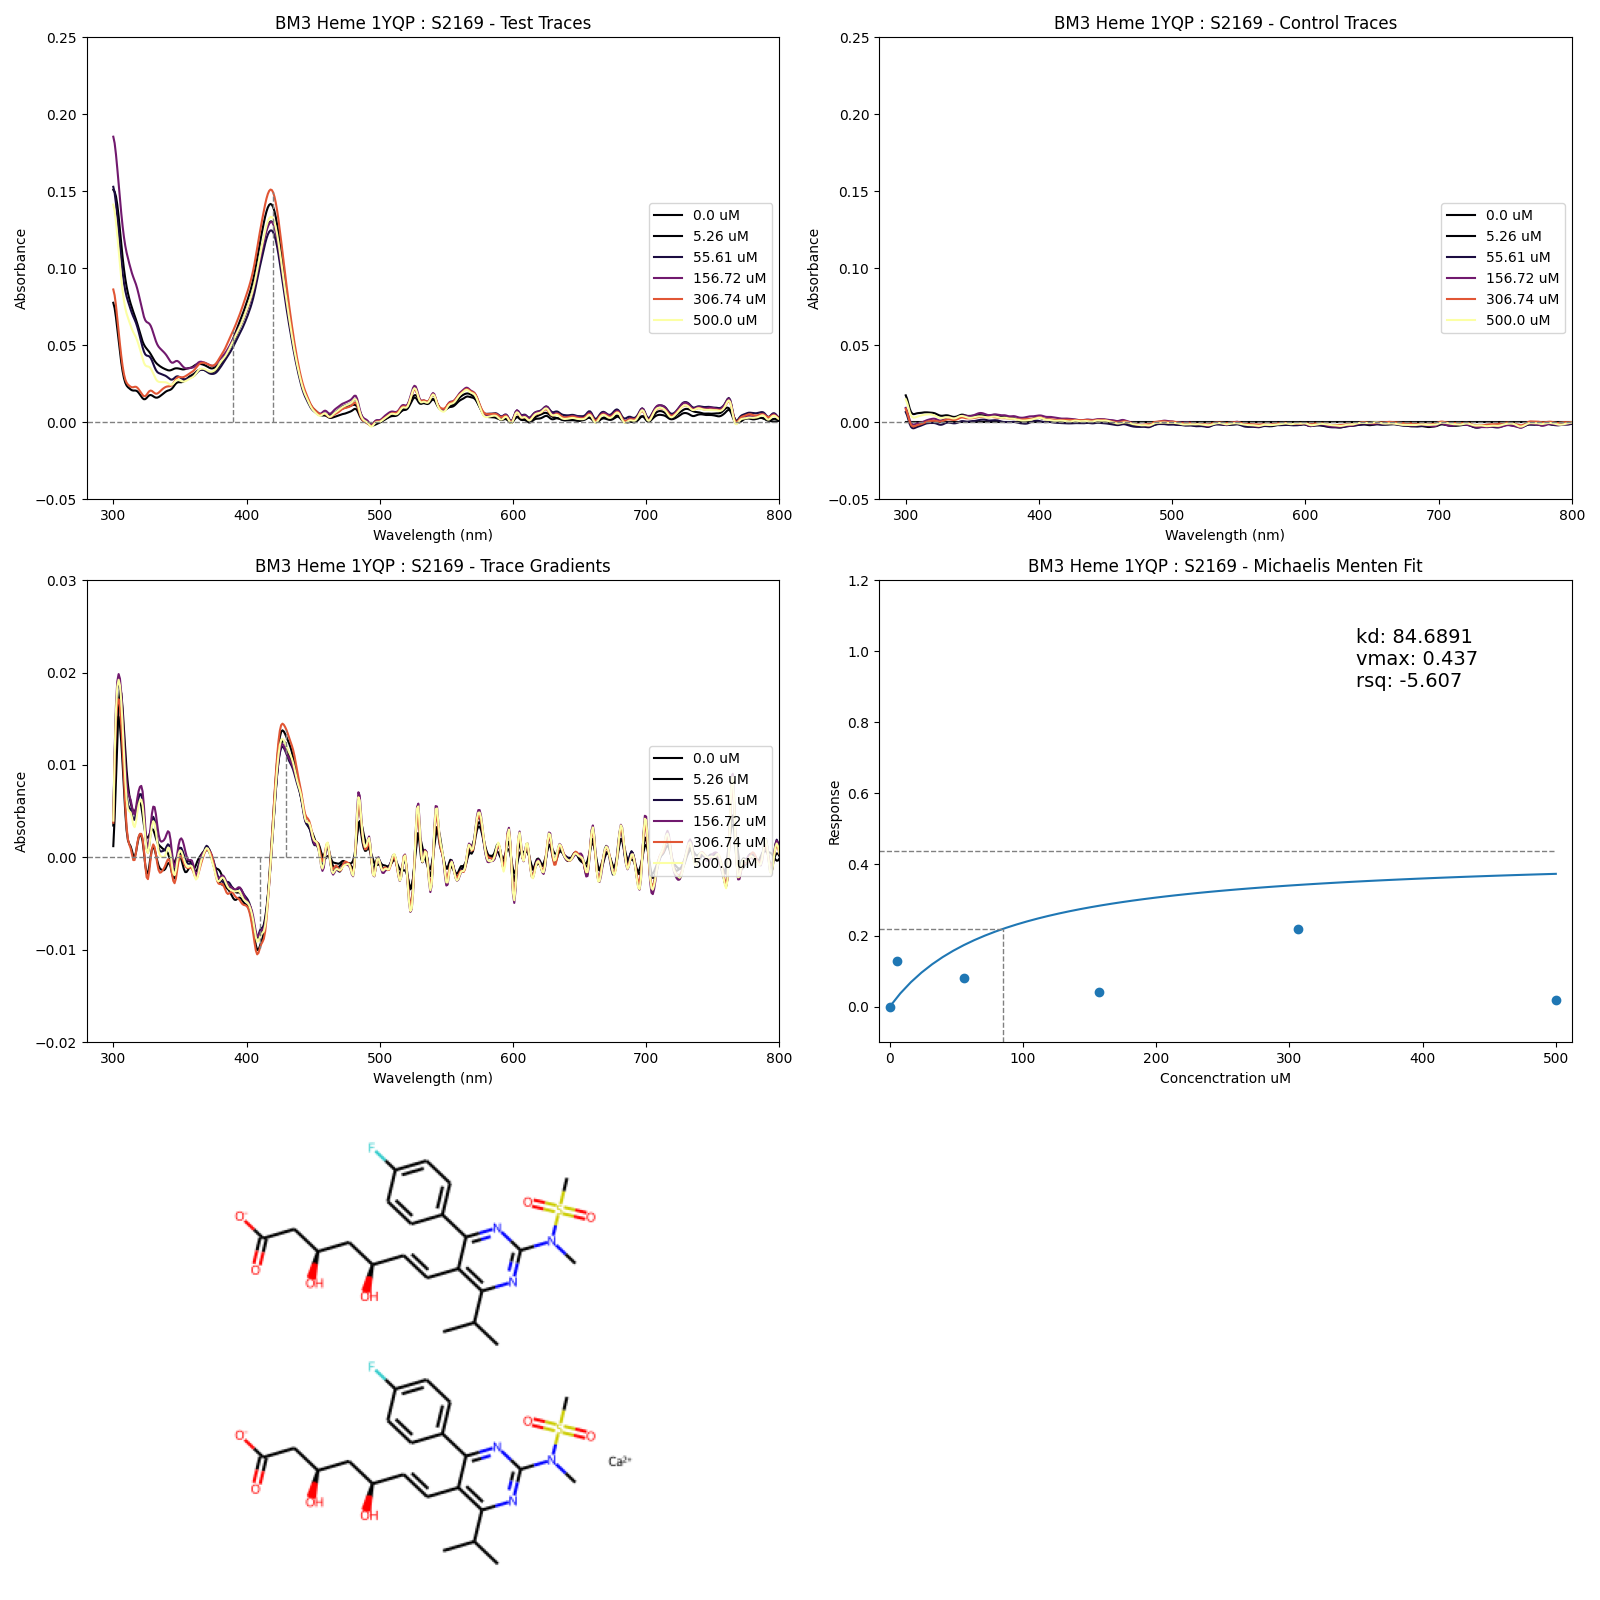 BM3 Heme 1YQP : S2169 - Test Traces
0.25
0.20
0.15
0.10
0.05
0.00
−0.05
Absorbance
300 400 500 600 700 800
Wavelength (nm)
0.0 uM
5.26 uM
55.61 uM
156.72 uM
306.74 uM
500.0 uM
BM3 Heme 1YQP : S2169 - Control Traces
0.25
0.20
0.15
0.10
0.05
0.00
−0.05
Absorbance
300 400 500 600 700 800
Wavelength (nm)
0.0 uM
5.26 uM
55.61 uM
156.72 uM
306.74 uM
500.0 uM
BM3 Heme 1YQP : S2169 - Trace Gradients
0.03
0.02
0.01
0.00
−0.01
−0.02
Absorbance
300 400 500 600 700 800
Wavelength (nm)
0.0 uM
5.26 uM
55.61 uM
156.72 uM
306.74 uM
500.0 uM
BM3 Heme 1YQP : S2169 - Michaelis Menten Fit
1.2
1.0
0.8
0.6
0.4
0.2
0.0
Response
0 100 200 300 400 500
Concenctration uM
kd: 84.6891
vmax: 0.437
rsq: -5.607
F
O⁻
O
OH
OH
N
N
N
S
O
O
F
O⁻
O
OH
OH
N
N
N
S
O
O
Ca²⁺